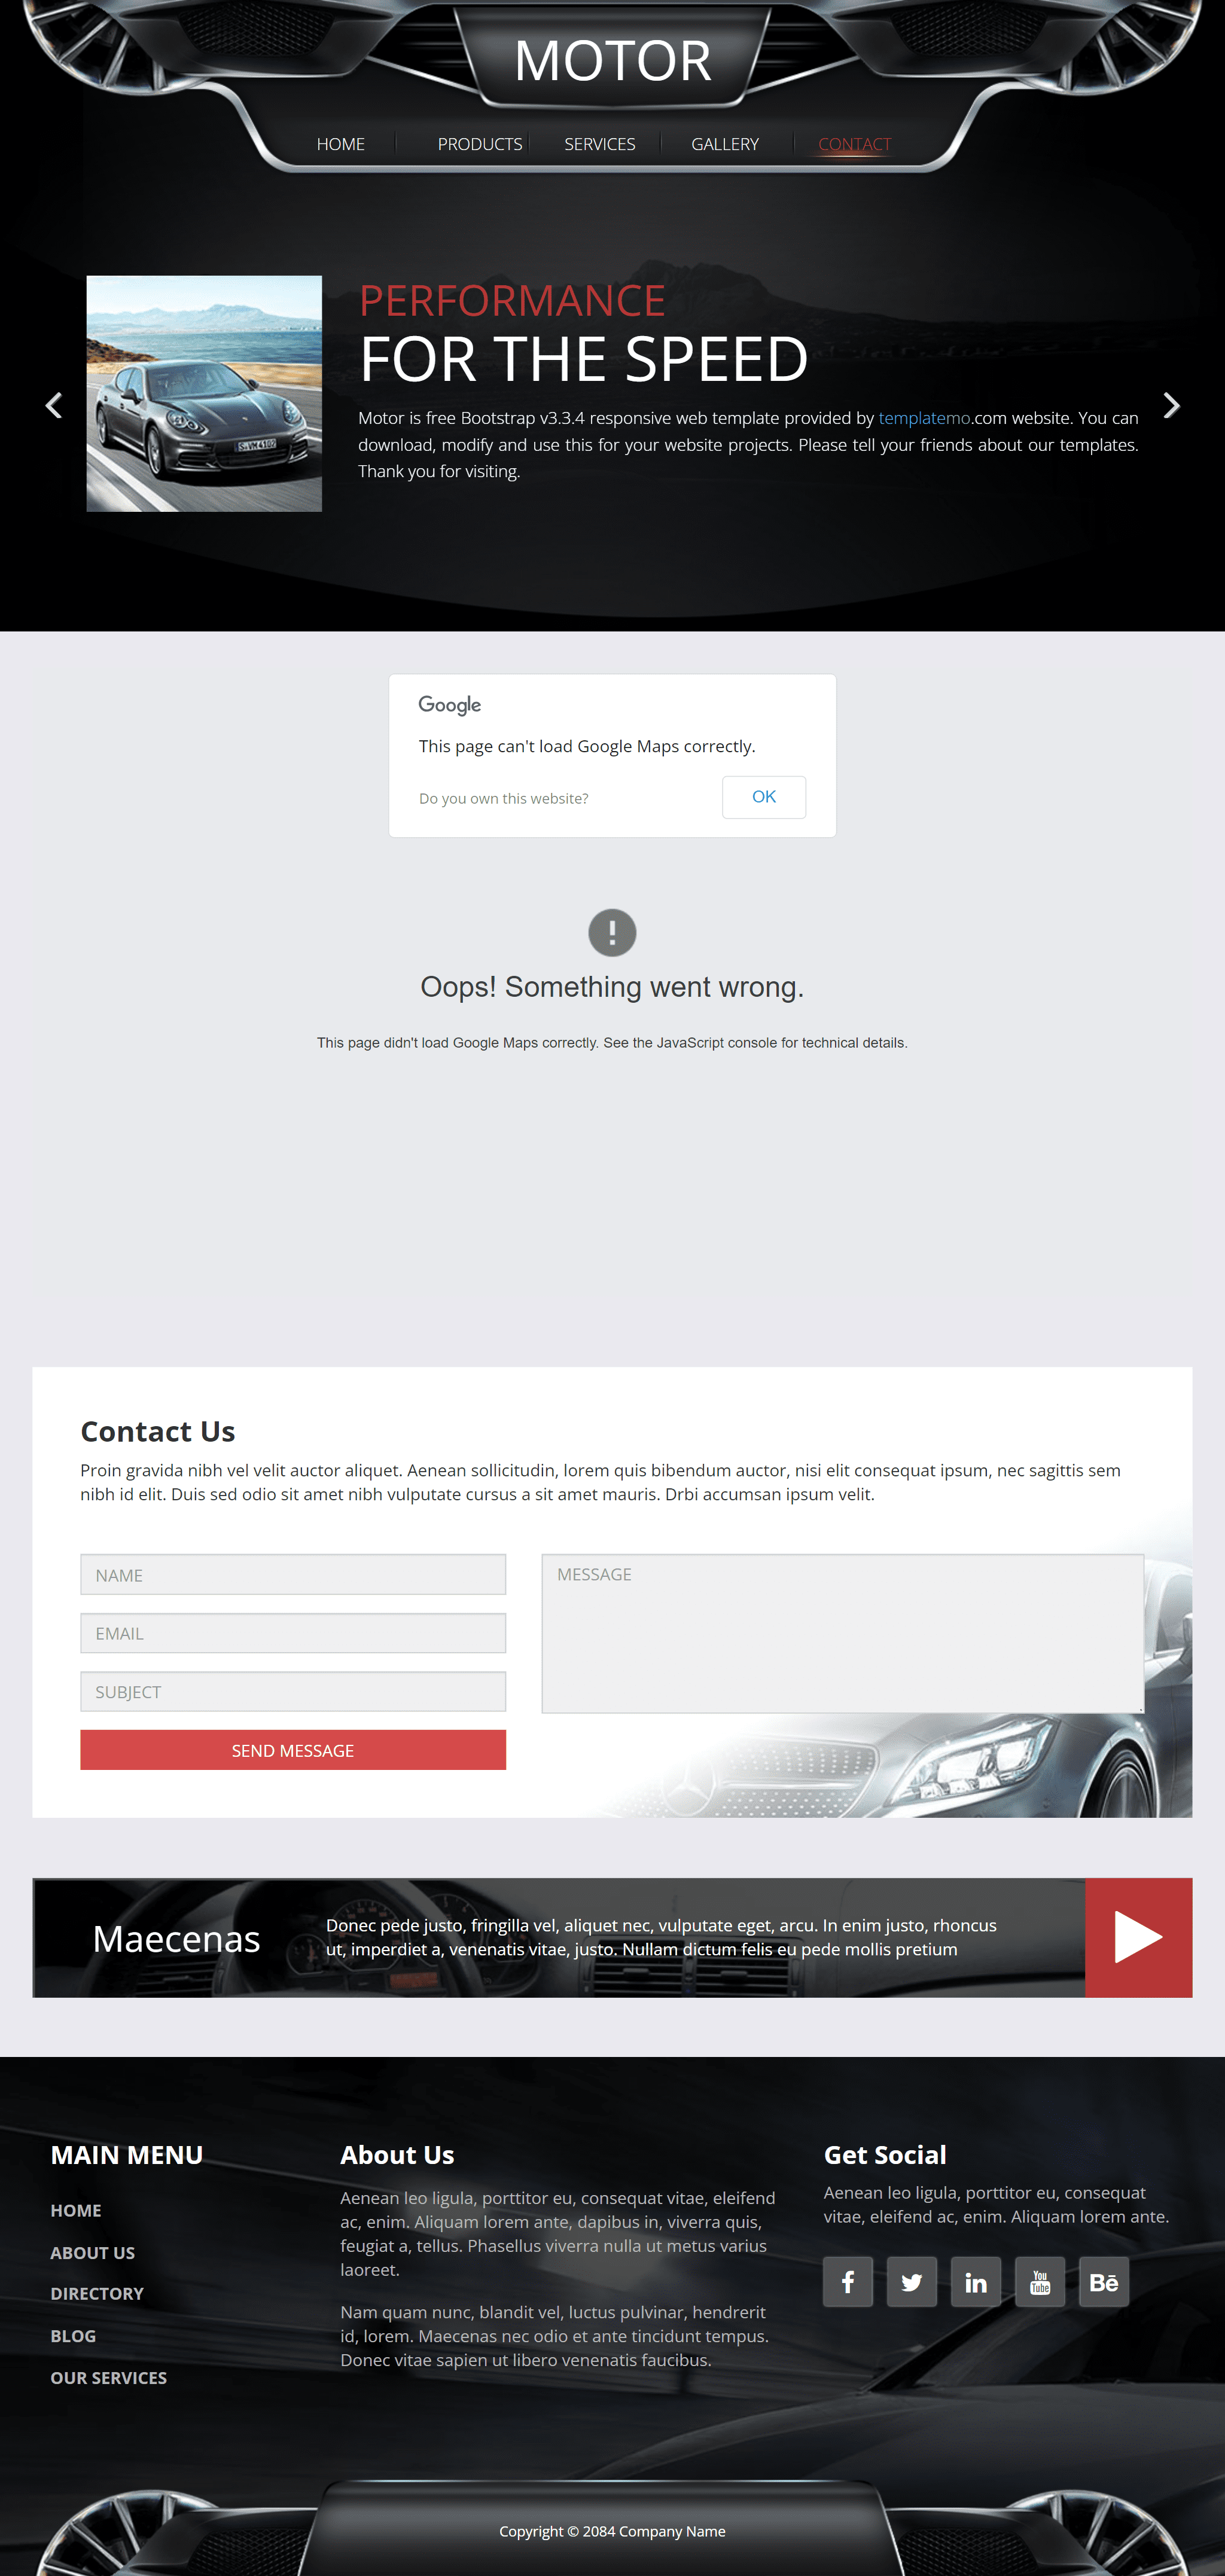 MOTOR
HOME
PRODUCTS
SERVICES
GALLERY
CONTACT
PERFORMANCE
FOR THE SPEED
Motor is free Bootstrap v3.3.4 responsive web template provided by templatemo.com website. You can
download, modify and use this for your website projects. Please tell your friends about our templates.
Thank you for visiting.
Google
This page can't load Google Maps correctly.
Do you own this website?
OK
Oops! Something went wrong.
This page didn't load Google Maps correctly. See the JavaScript console for technical details.
Contact Us
Proin gravida nibh vel velit auctor aliquet. Aenean sollicitudin, lorem quis bibendum auctor, nisi elit consequat ipsum, nec sagittis sem
nibh id elit. Duis sed odio sit amet nibh vulputate cursus a sit amet mauris. Drbi accumsan ipsum velit.
NAME
EMAIL
SUBJECT
SEND MESSAGE
MESSAGE
Maecenas
Donec pede justo, fringilla vel, aliquet nec, vulputate eget, arcu. In enim justo, rhoncus
ut, imperdiet a, venenatis vitae, justo. Nullam dictum felis eu pede mollis pretium
MAIN MENU
HOME
ABOUT US
DIRECTORY
BLOG
OUR SERVICES
About Us
Aenean leo ligula, porttitor eu, consequat vitae, eleifend
ac, enim. Aliquam lorem ante, dapibus in, viverra quis,
feugiat a, tellus. Phasellus viverra nulla ut metus varius
laoreet.
Nam quam nunc, blandit vel, luctus pulvinar, hendrerit
id, lorem. Maecenas nec odio et ante tincidunt tempus.
Donec vitae sapien ut libero venenatis faucibus.
Get Social
Aenean leo ligula, porttitor eu, consequat
vitae, eleifend ac, enim. Aliquam lorem ante.
f
in
You
Tube
Bē
Copyright © 2084 Company Name